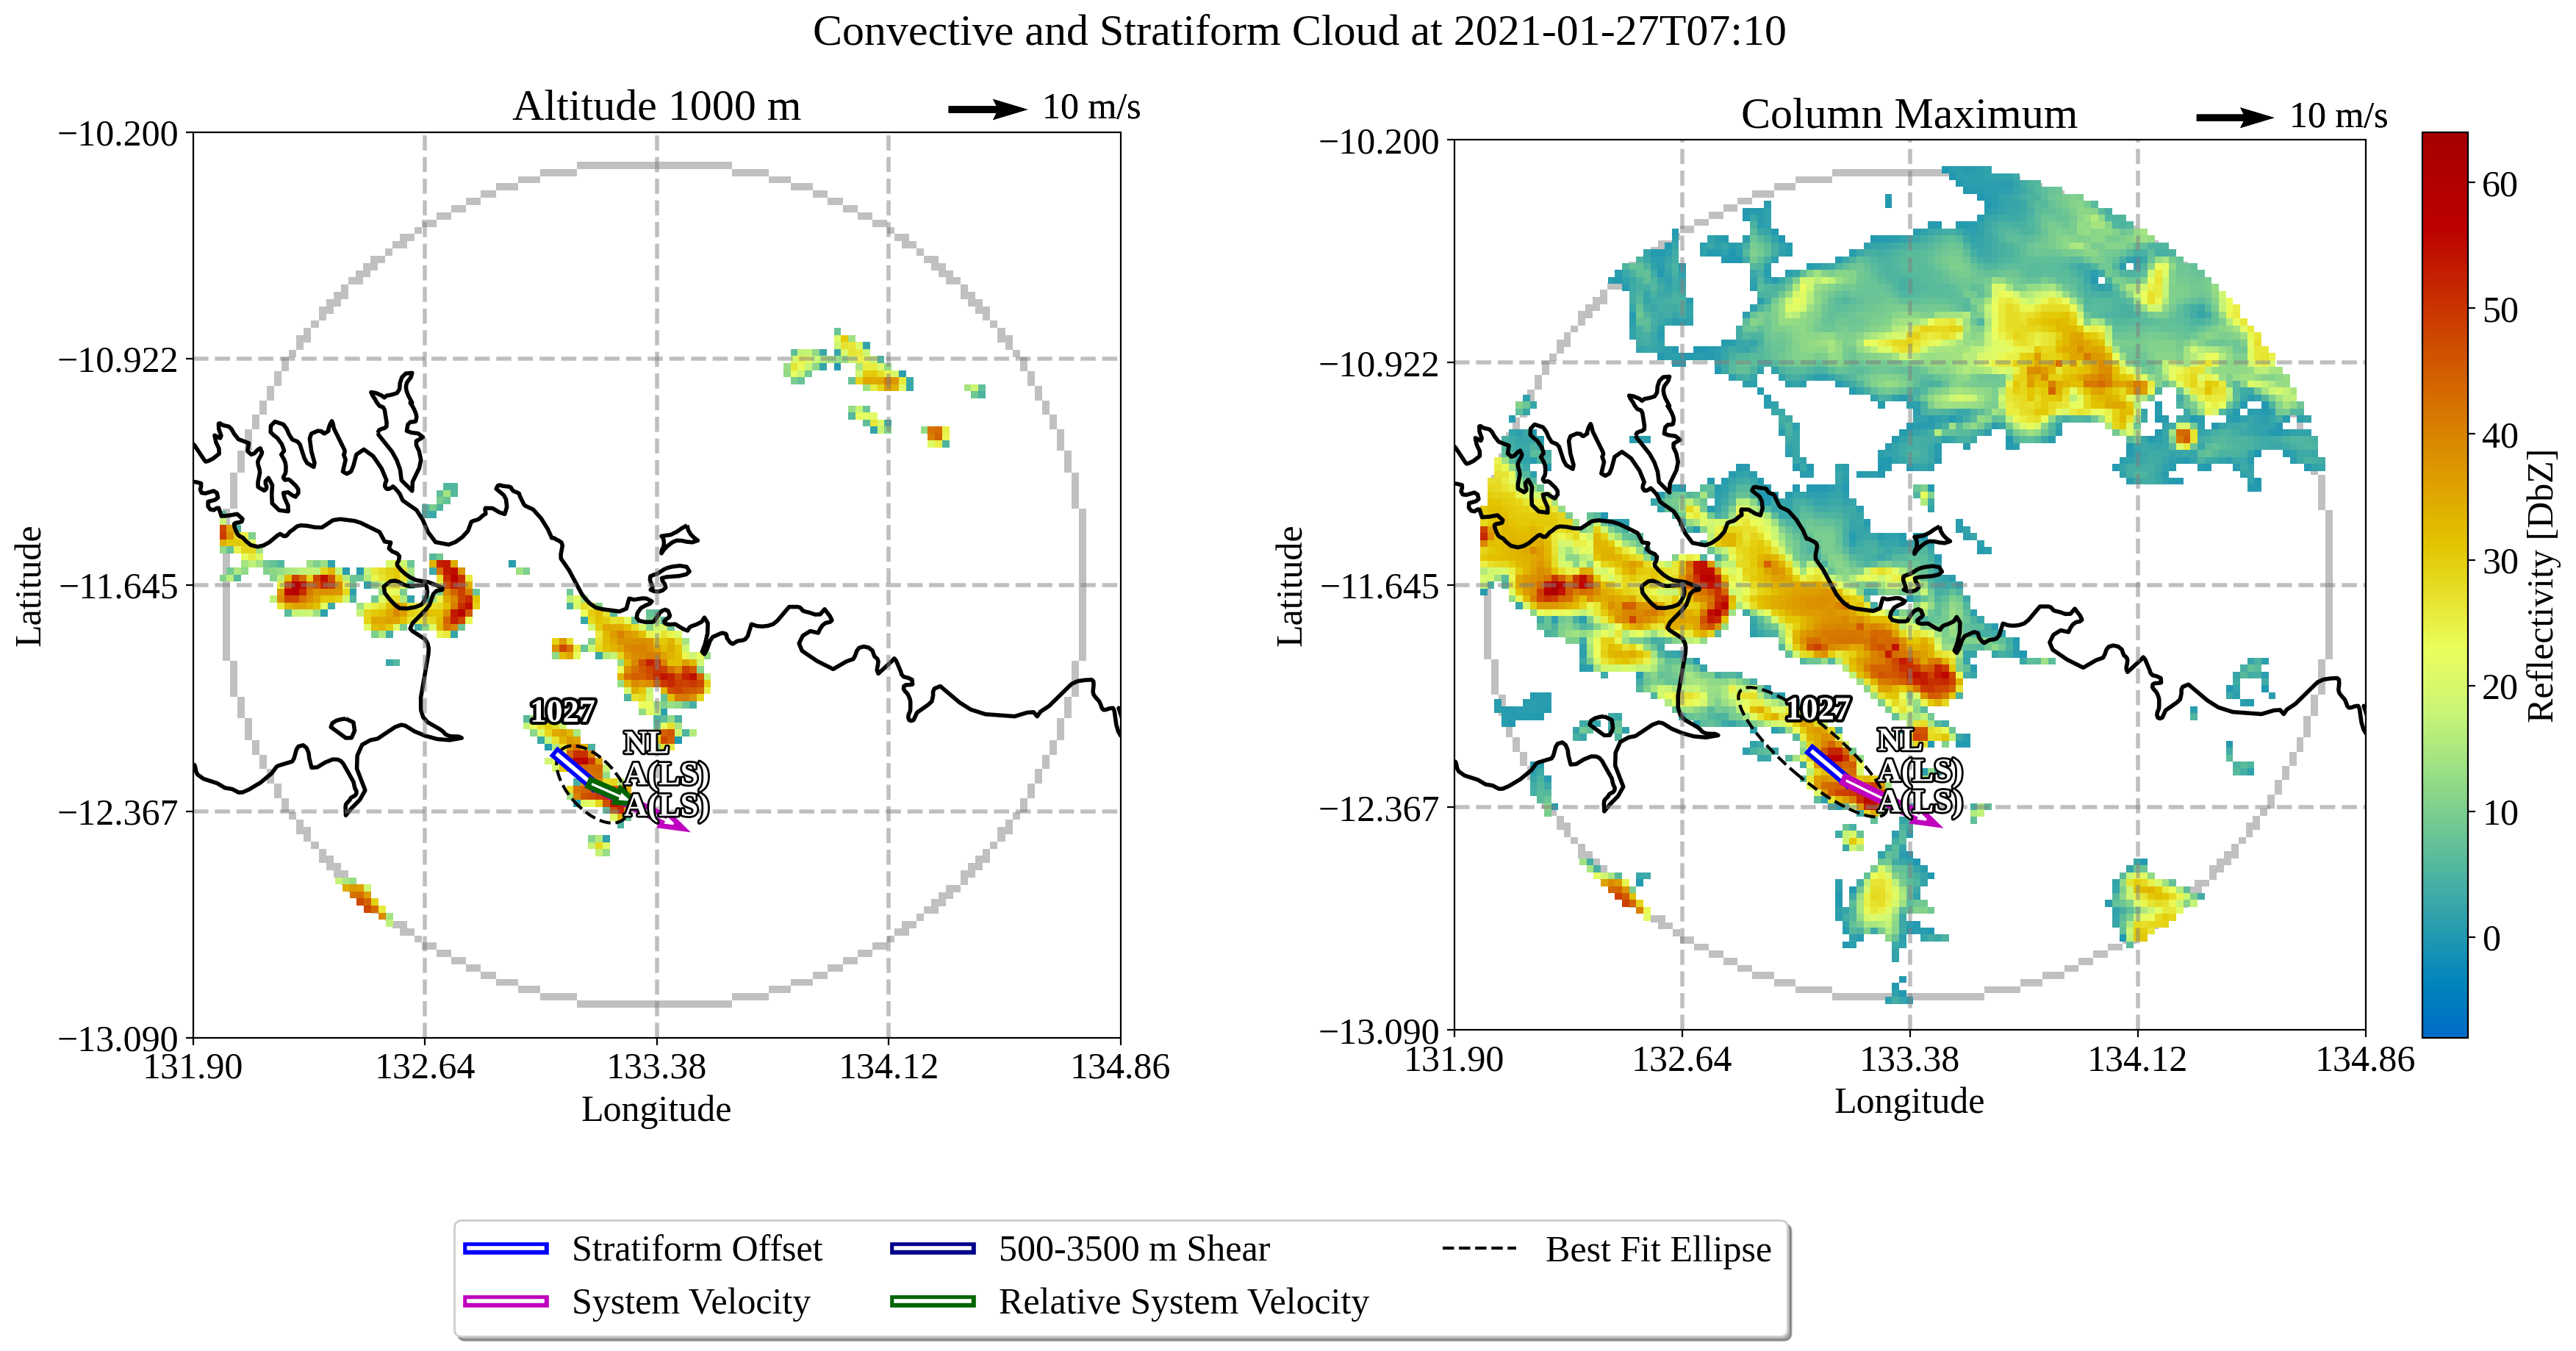 Convective and Stratiform Cloud at 2021-01-27T07:10
Altitude 1000 m
10 m/s
−10.200
−10.922
−11.645
−12.367
−13.090
Latitude
131.90
132.64
133.38
134.12
134.86
Longitude
1027
NL
A(LS)
A(LS)
Column Maximum
10 m/s
−10.200
−10.922
−11.645
−12.367
−13.090
Latitude
131.90
132.64
133.38
134.12
134.86
Longitude
1027
NL
A(LS)
A(LS)
60
50
40
30
20
10
0
Reflectivity [DbZ]
Stratiform Offset
System Velocity
500-3500 m Shear
Relative System Velocity
Best Fit Ellipse